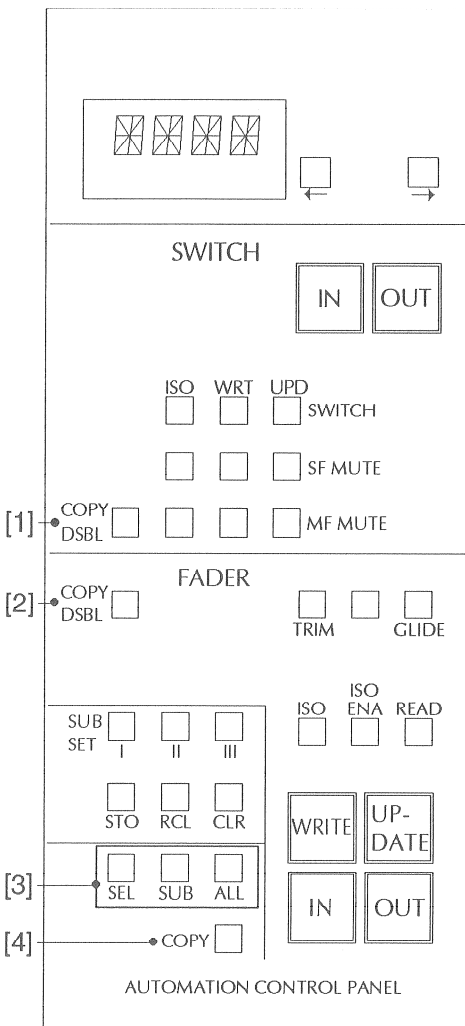 ← →
SWITCH
IN OUT
ISO WRT UPD
SWITCH
SF MUTE
[1] COPY DSBL MF MUTE
FADER
[2] COPY DSBL
TRIM GLIDE
ISO ISO ENA READ
SUB SET I II III
STO RCL CLR
WRITE UP-DATE
[3] SEL SUB ALL
IN OUT
[4] COPY
AUTOMATION CONTROL PANEL